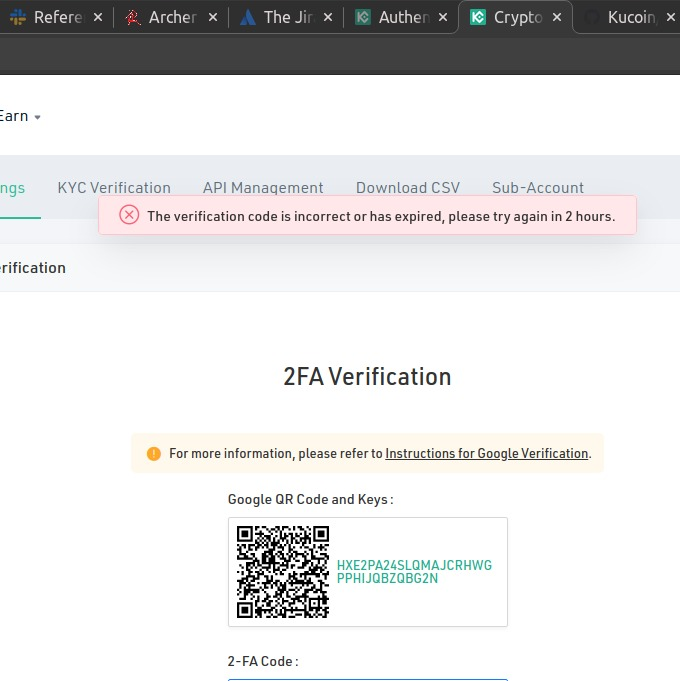 Refere Archer The Jir Authen Crypto Kucoin
Earn
ngs KYC Verification API Management Download CSV Sub-Account
The verification code is incorrect or has expired, please try again in 2 hours.
erification
2FA Verification
For more information, please refer to Instructions for Google Verification.
Google QR Code and Keys :
HXE2PA24SLQMAJCRHWG
PPHIJQBZQBG2N
2-FA Code :